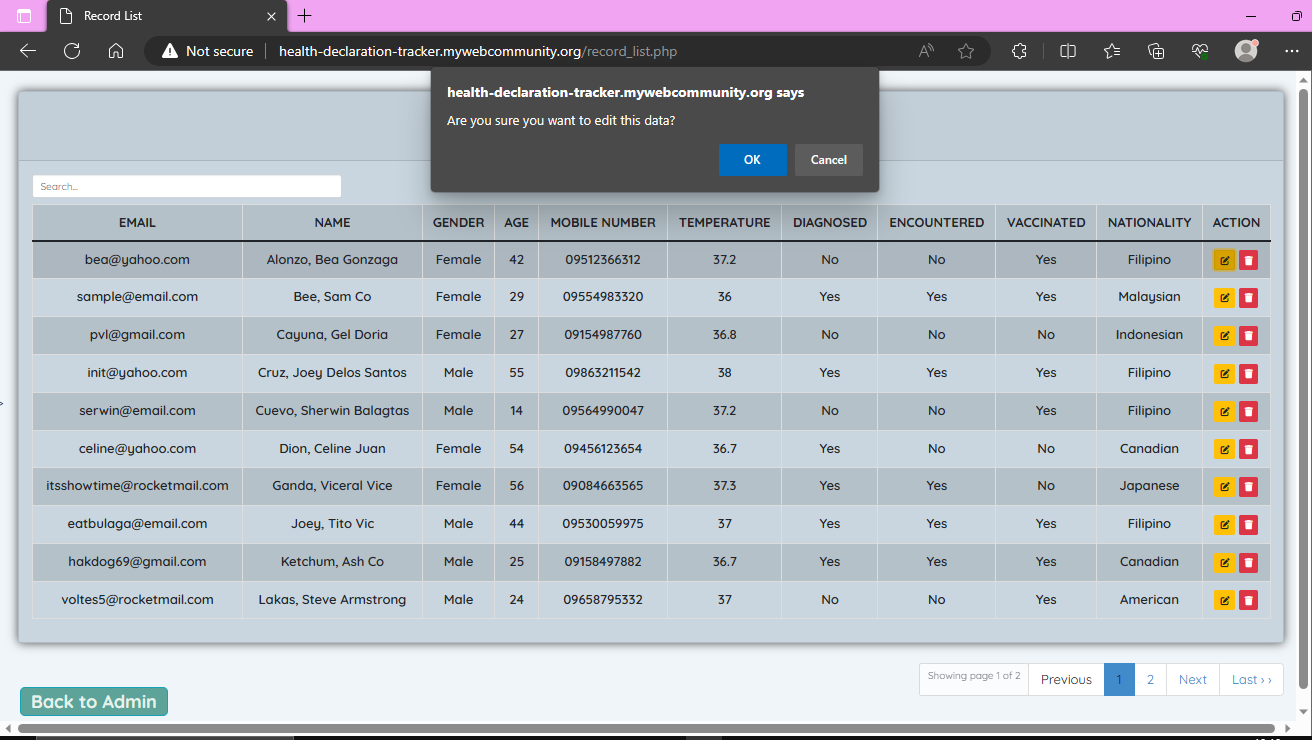 Record List
Not secure health-declaration-tracker.mywebcommunity.org/record_list.php
health-declaration-tracker.mywebcommunity.org says
Are you sure you want to edit this data?
OK Cancel
Search...
EMAIL NAME GENDER AGE MOBILE NUMBER TEMPERATURE DIAGNOSED ENCOUNTERED VACCINATED NATIONALITY ACTION
bea@yahoo.com Alonzo, Bea Gonzaga Female 42 09512366312 37.2 No No Yes Filipino
sample@email.com Bee, Sam Co Female 29 09554983320 36 Yes Yes Yes Malaysian
pvl@gmail.com Cayuna, Gel Doria Female 27 09154987760 36.8 No No No Indonesian
init@yahoo.com Cruz, Joey Delos Santos Male 55 09863211542 38 Yes Yes Yes Filipino
serwin@email.com Cuevo, Sherwin Balagtas Male 14 09564990047 37.2 No No Yes Filipino
celine@yahoo.com Dion, Celine Juan Female 54 09456123654 36.7 Yes No No Canadian
itsshowtime@rocketmail.com Ganda, Viceral Vice Female 56 09084663565 37.3 Yes Yes No Japanese
eatbulaga@email.com Joey, Tito Vic Male 44 09530059975 37 Yes Yes Yes Filipino
hakdog69@gmail.com Ketchum, Ash Co Male 25 09158497882 36.7 Yes Yes Yes Canadian
voltes5@rocketmail.com Lakas, Steve Armstrong Male 24 09658795332 37 No No Yes American
Showing page 1 of 2 Previous 1 2 Next Last ››
Back to Admin